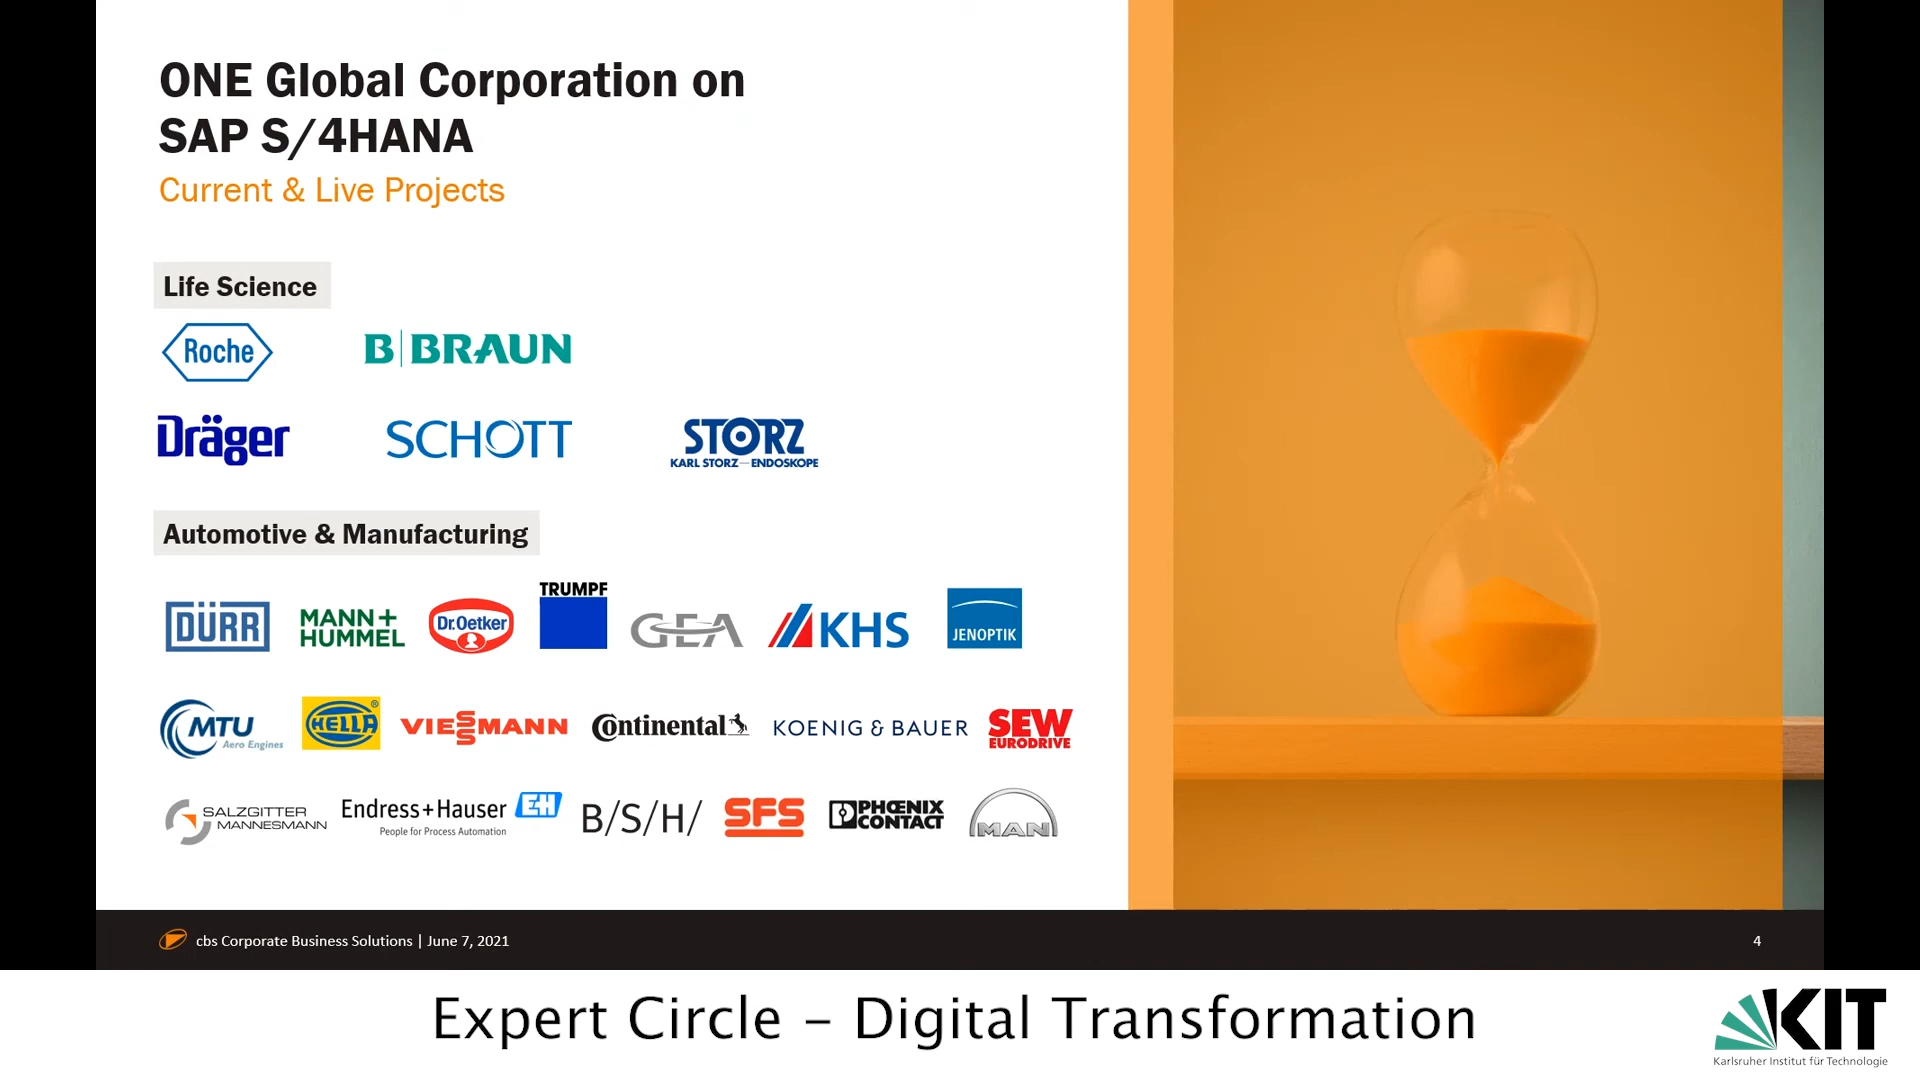 ONE Global Corporation on
SAP S/4HANA
Current & Live Projects
Life Science
Roche
B|BRAUN
Dräger
SCHOTT
STORZ
KARL STORZ—ENDOSKOPE
Automotive & Manufacturing
DÜRR
MANN+
HUMMEL
Dr.Oetker
TRUMPF
GEA
KHS
JENOPTIK
MTU
Aero Engines
HELLA®
VIESSMANN
Continental
KOENIG & BAUER
SEW
EURODRIVE
SALZGITTER
MANNESMANN
Endress+Hauser EH
People for Process Automation
B/S/H/
SFS
PHŒNIX
CONTACT
MAN
cbs Corporate Business Solutions | June 7, 2021
4
Expert Circle – Digital Transformation
KIT
Karlsruher Institut für Technologie